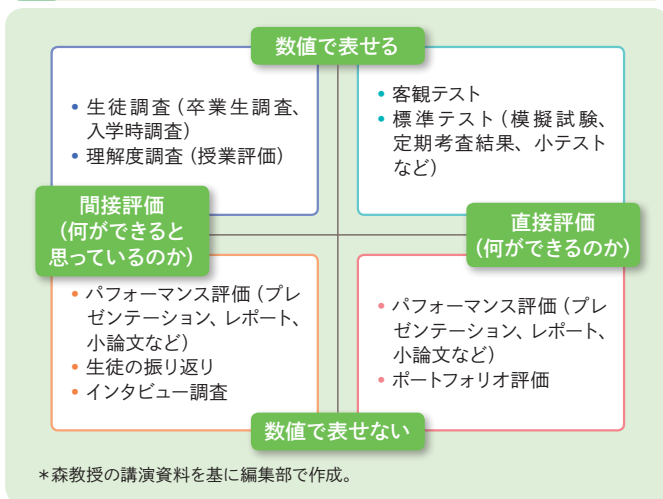 数値で表せる
• 生徒調査（卒業生調査、
入学時調査）
• 理解度調査（授業評価）
• 客観テスト
• 標準テスト（模擬試験、
定期考査結果、小テスト
など）
間接評価
（何ができると
思っているのか）
直接評価
（何ができるのか）
• パフォーマンス評価（プレ
ゼンテーション、レポート、
小論文など）
• 生徒の振り返り
• インタビュー調査
• パフォーマンス評価（プレ
ゼンテーション、レポート、
小論文など）
• ポートフォリオ評価
数値で表せない
＊森教授の講演資料を基に編集部で作成。